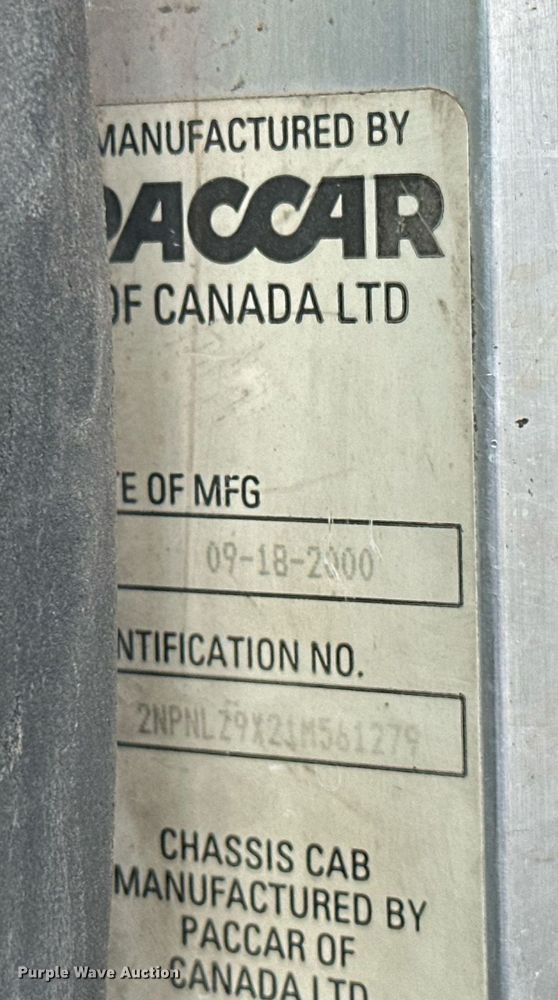 MANUFACTURED BY
PACCAR
OF CANADA LTD
E OF MFG
09-18-2000
NTIFICATION NO.
2NPNLZ9X21M561279
CHASSIS CAB
MANUFACTURED BY
PACCAR OF
CANADA LTD
Purple Wave Auction